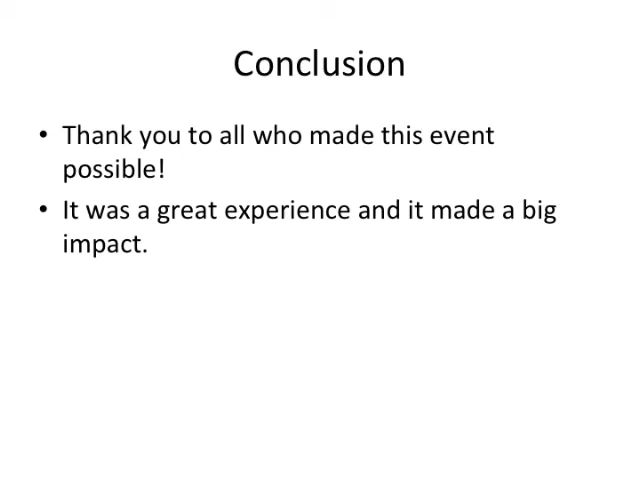 Conclusion
• Thank you to all who made this event
possible!
• It was a great experience and it made a big
impact.